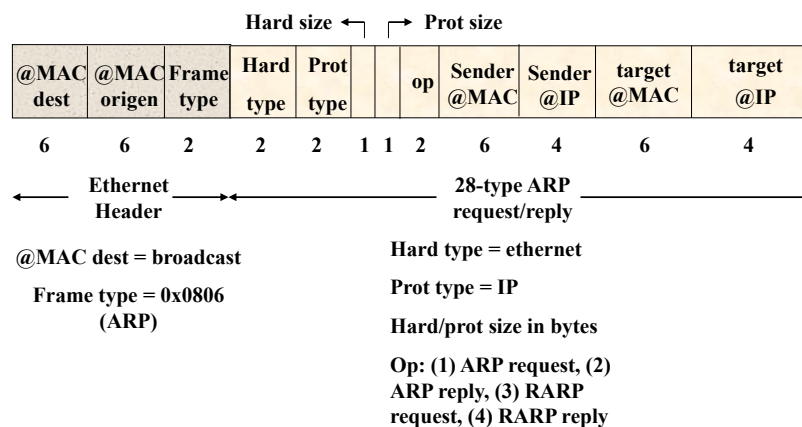 Hard size Prot size
@MAC dest
@MAC origen
Frame type
Hard type
Prot type
op
Sender @MAC
Sender @IP
target @MAC
target @IP
6 6 2 2 2 1 1 2 6 4 6 4
Ethernet
Header
28-type ARP
request/reply
@MAC dest = broadcast
Frame type = 0x0806
(ARP)
Hard type = ethernet
Prot type = IP
Hard/prot size in bytes
Op: (1) ARP request, (2)
ARP reply, (3) RARP
request, (4) RARP reply